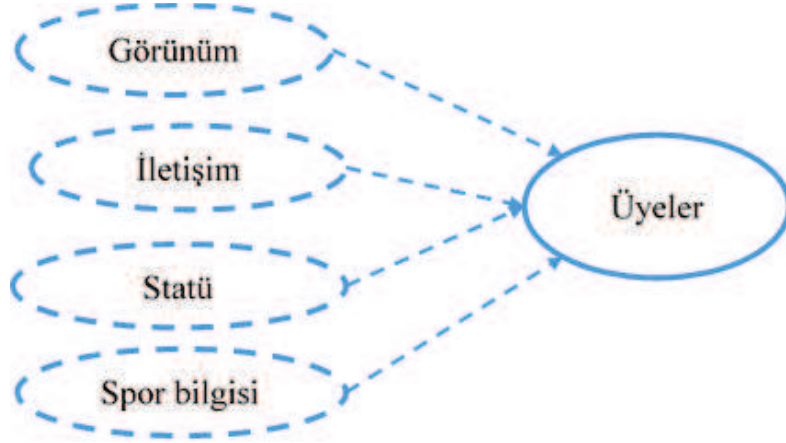 Görünüm
İletişim
Üyeler
Statü
Spor bilgisi